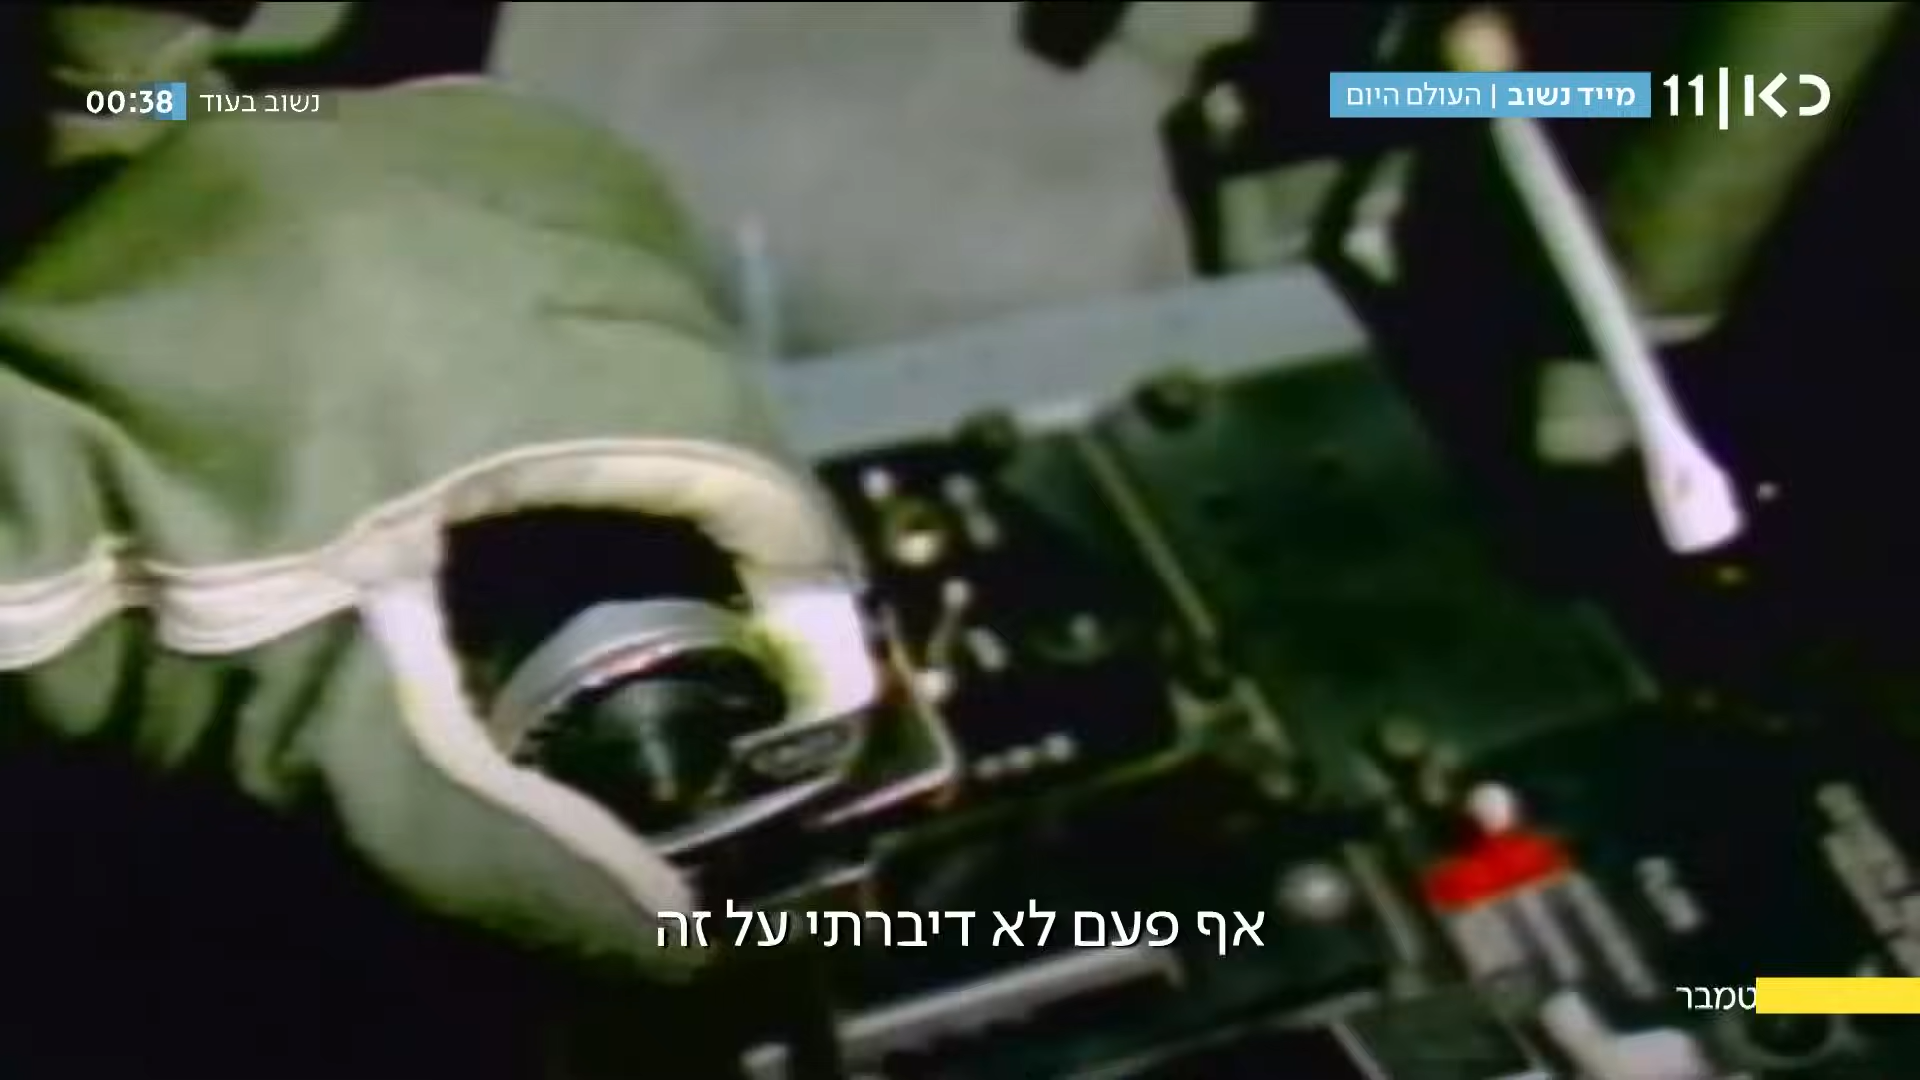 כאן|11
מייד נשוב | העולם היום
נשוב בעוד 00:38
אף פעם לא דיברתי על זה
טמבר